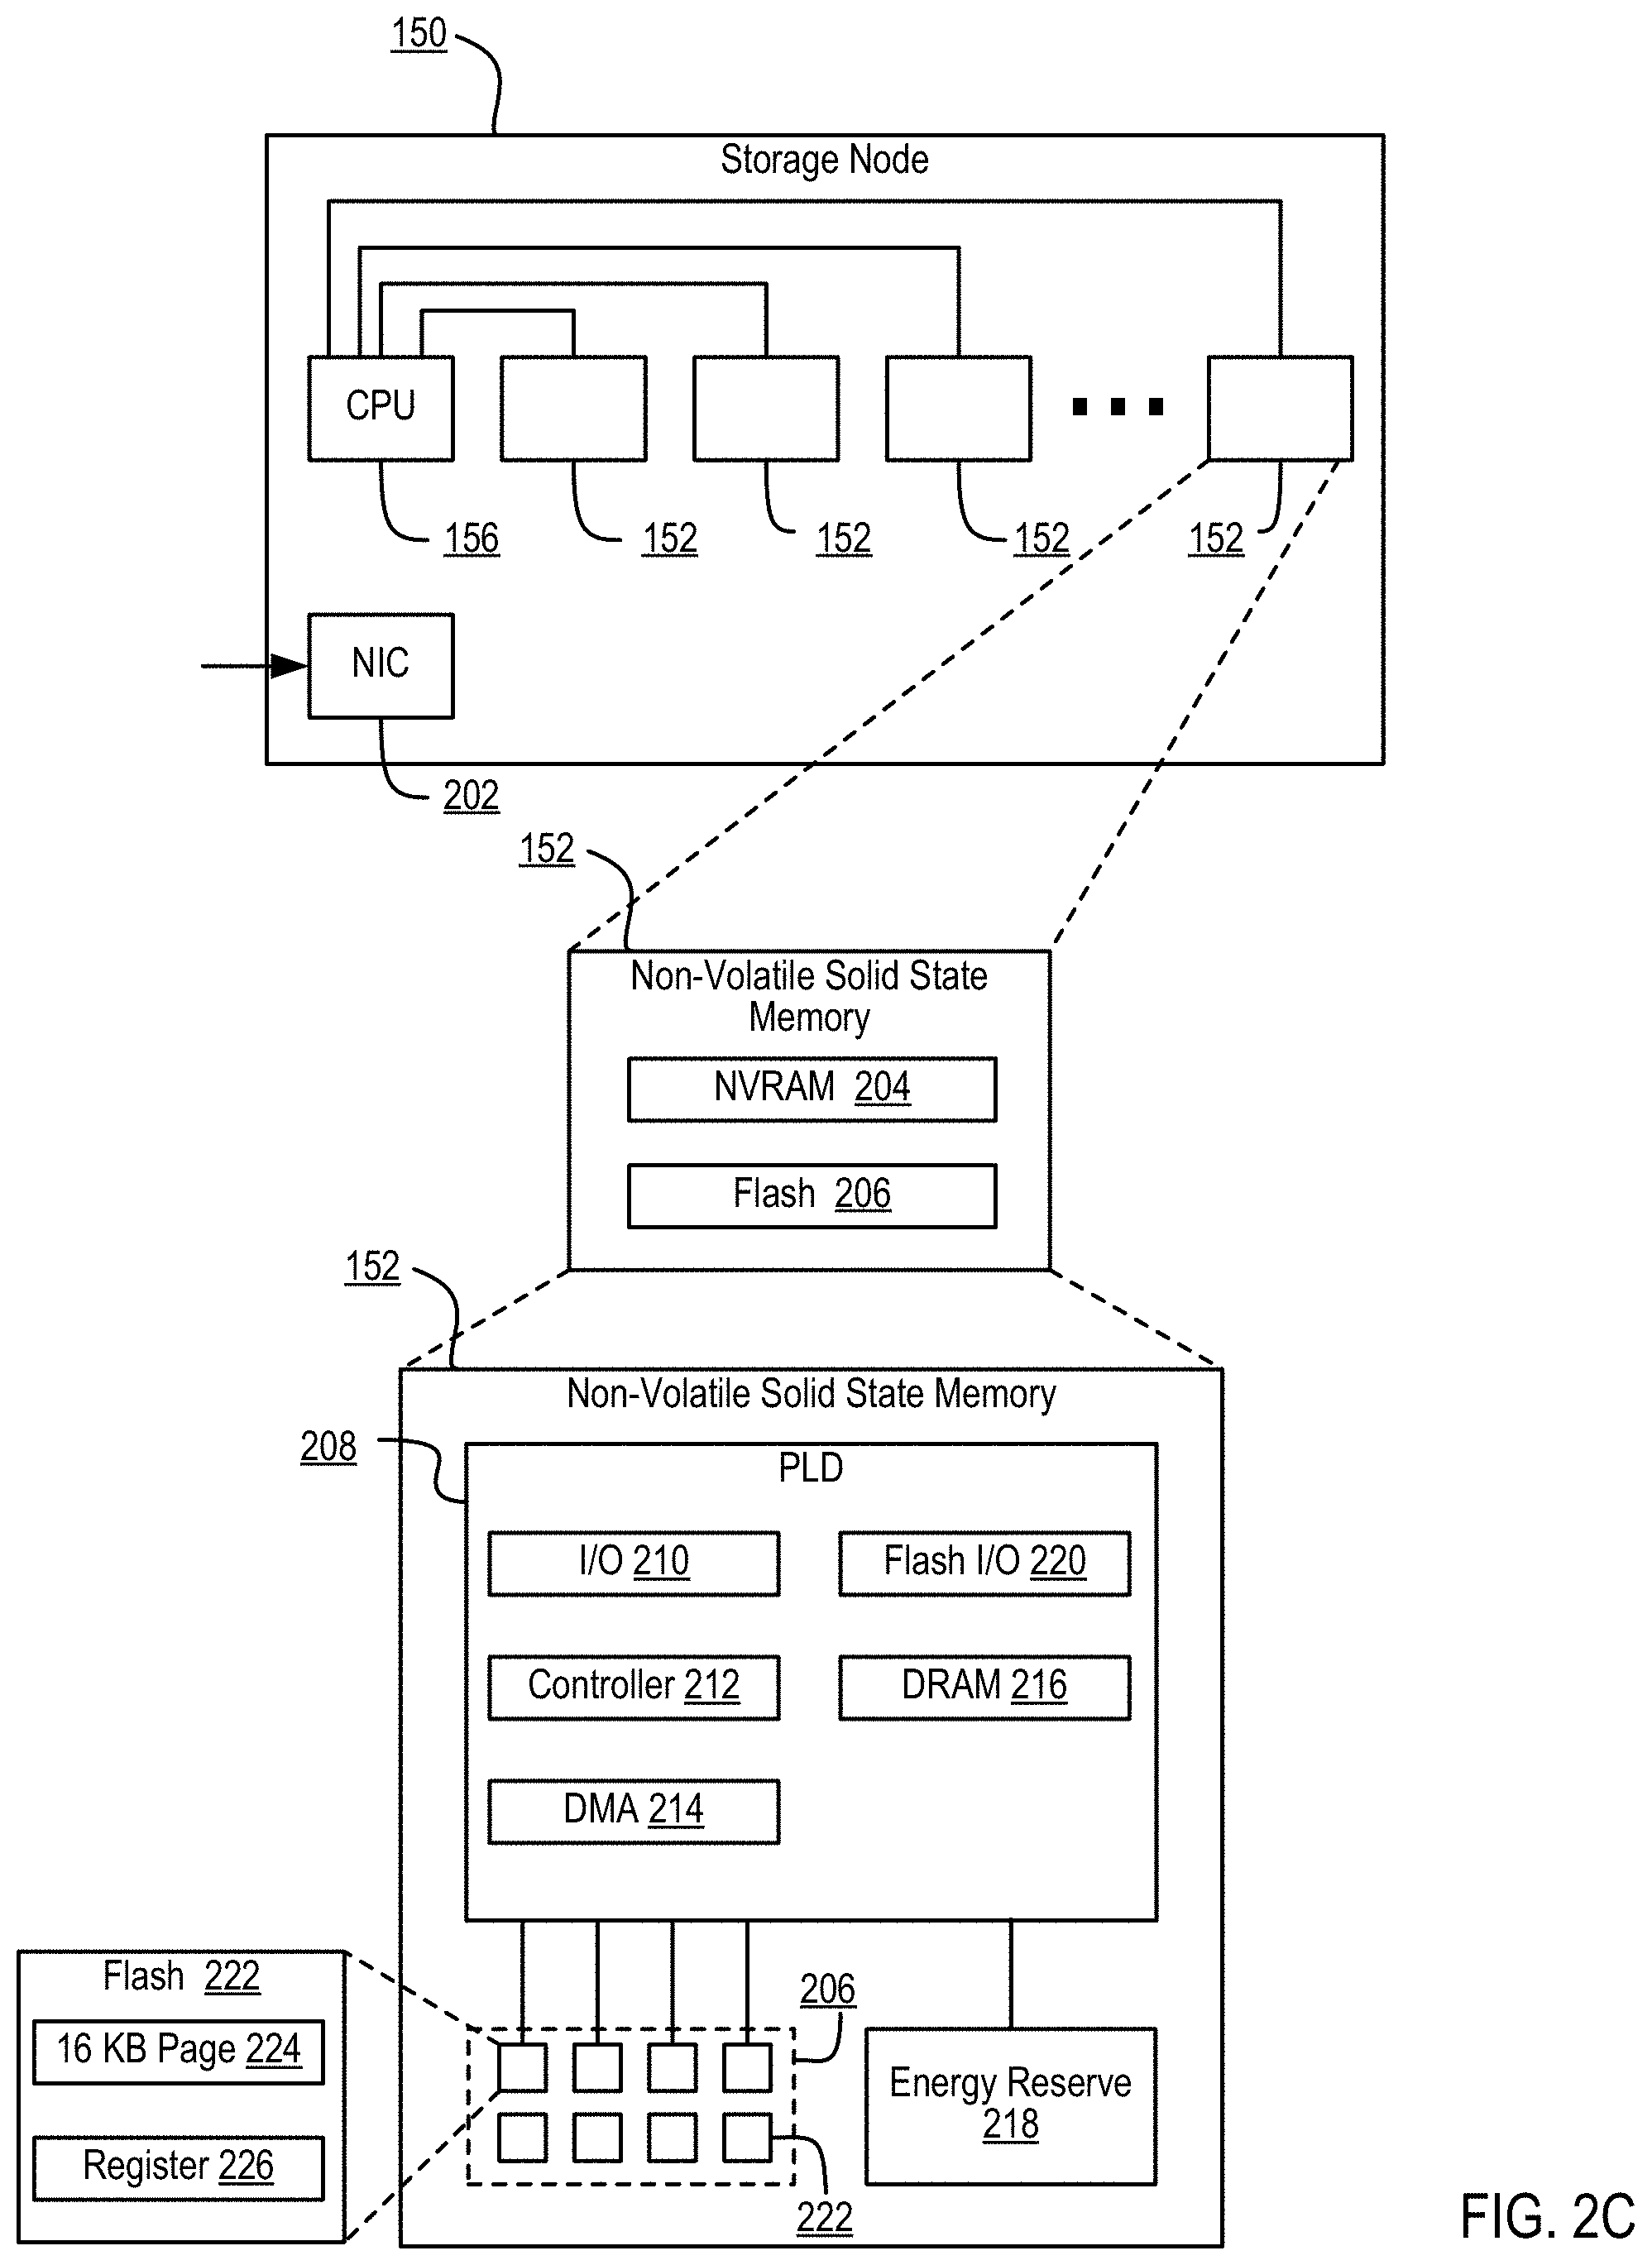 150
Storage Node
CPU
156
152
152
152
152
NIC
202
152
Non-Volatile Solid State
Memory
NVRAM 204
Flash 206
152
Non-Volatile Solid State Memory
208
PLD
I/O 210
Flash I/O 220
Controller 212
DRAM 216
DMA 214
Flash 222
16 KB Page 224
Register 226
206
222
Energy Reserve
218
FIG. 2C